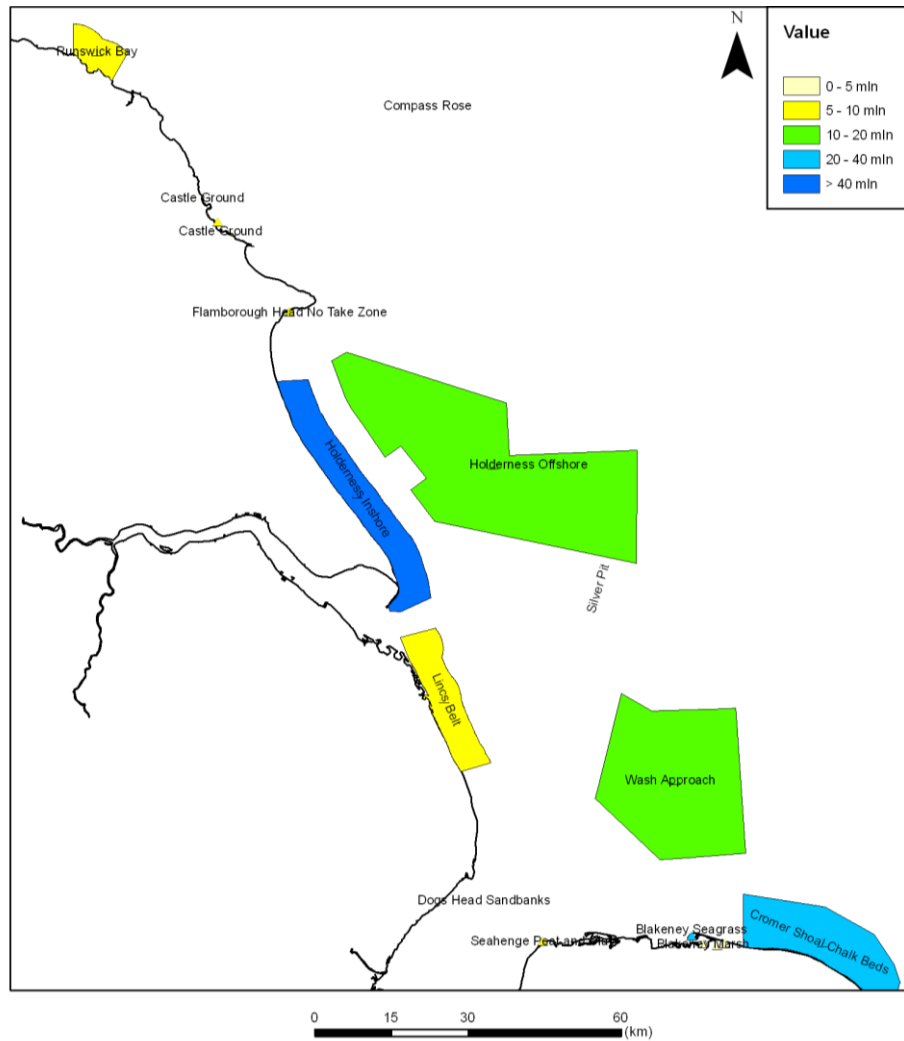 N
Value
0 - 5 mln
5 - 10 mln
10 - 20 mln
20 - 40 mln
> 40 mln
Runswick Bay
Compass Rose
Castle Ground
Castle Ground
Flamborough Head No Take Zone
Holderness Inshore
Holderness Offshore
Silver Pit
Lincs Belt
Wash Approach
Dogs Head Sandbanks
Seahenge Peat and Clay
Blakeney Seagrass
Blakeney Marsh
Cromer Shoal Chalk Beds
0 15 30 60
(km)